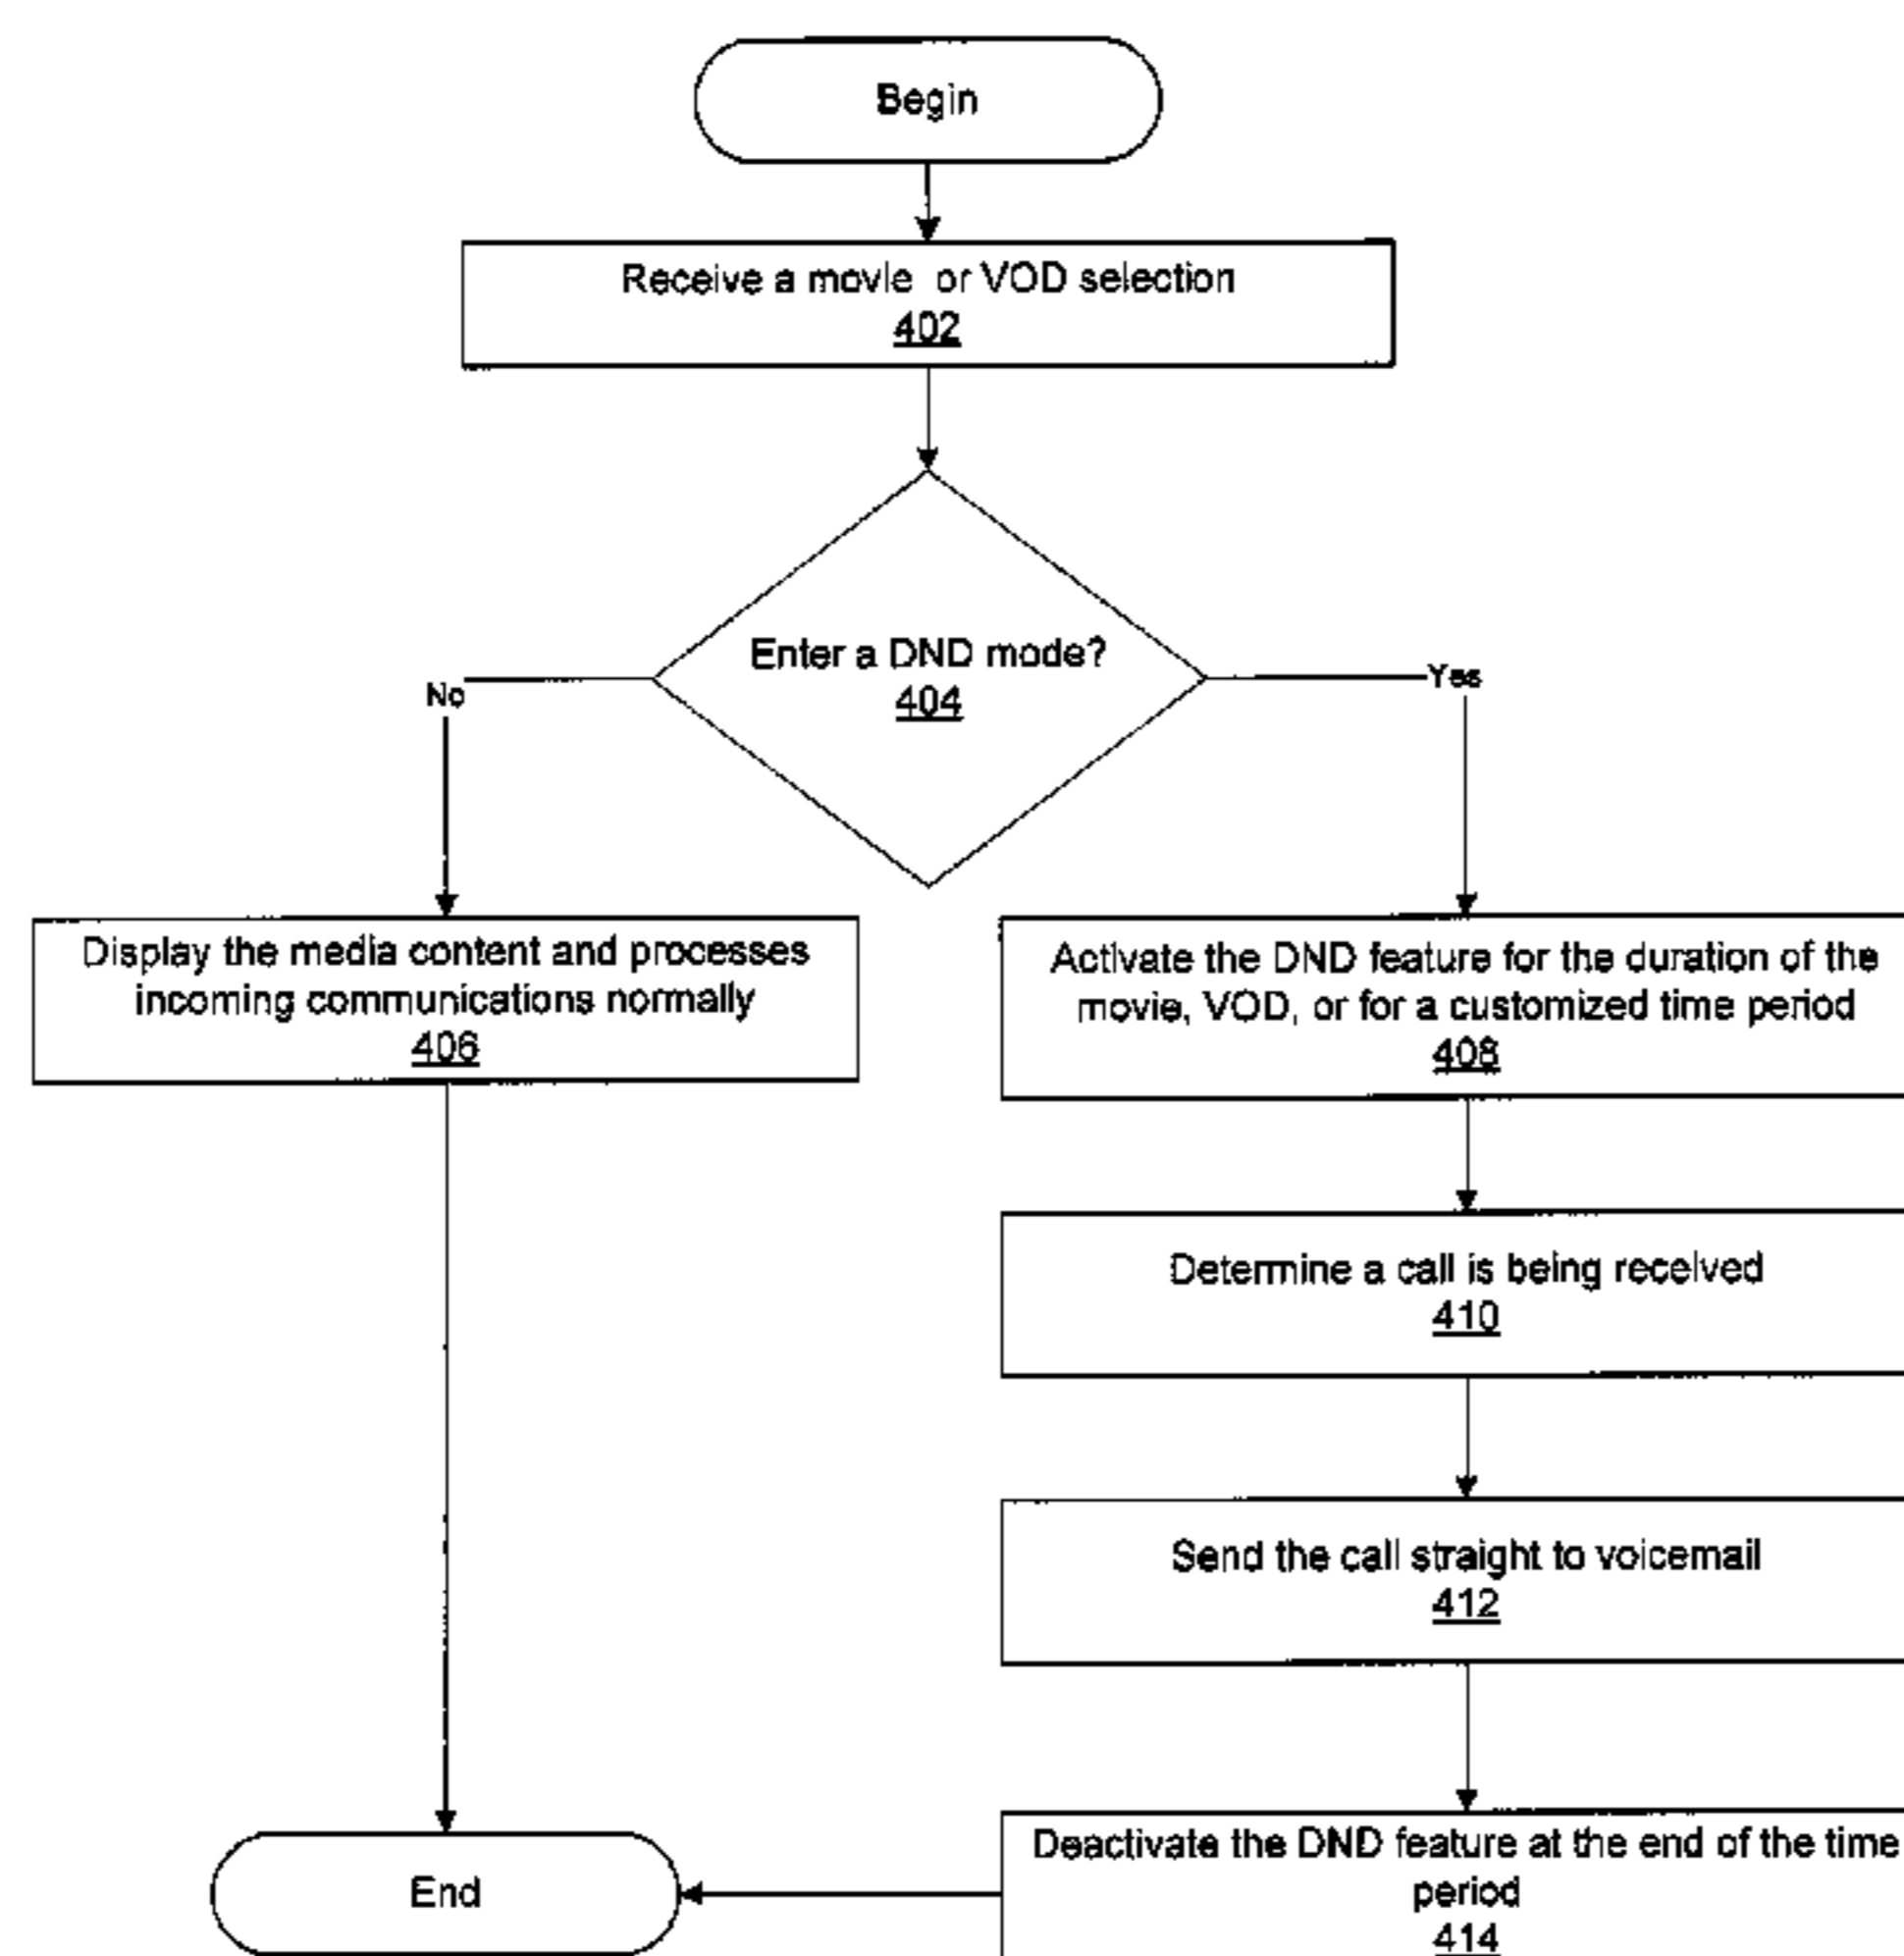 Begin
Receive a movie or VOD selection
402
Enter a DND mode?
404
No
Yes
Display the media content and processes
incoming communications normally
406
Activate the DND feature for the duration of the
movie, VOD, or for a customized time period
408
Determine a call is being received
410
Send the call straight to voicemail
412
Deactivate the DND feature at the end of the time
period
414
End